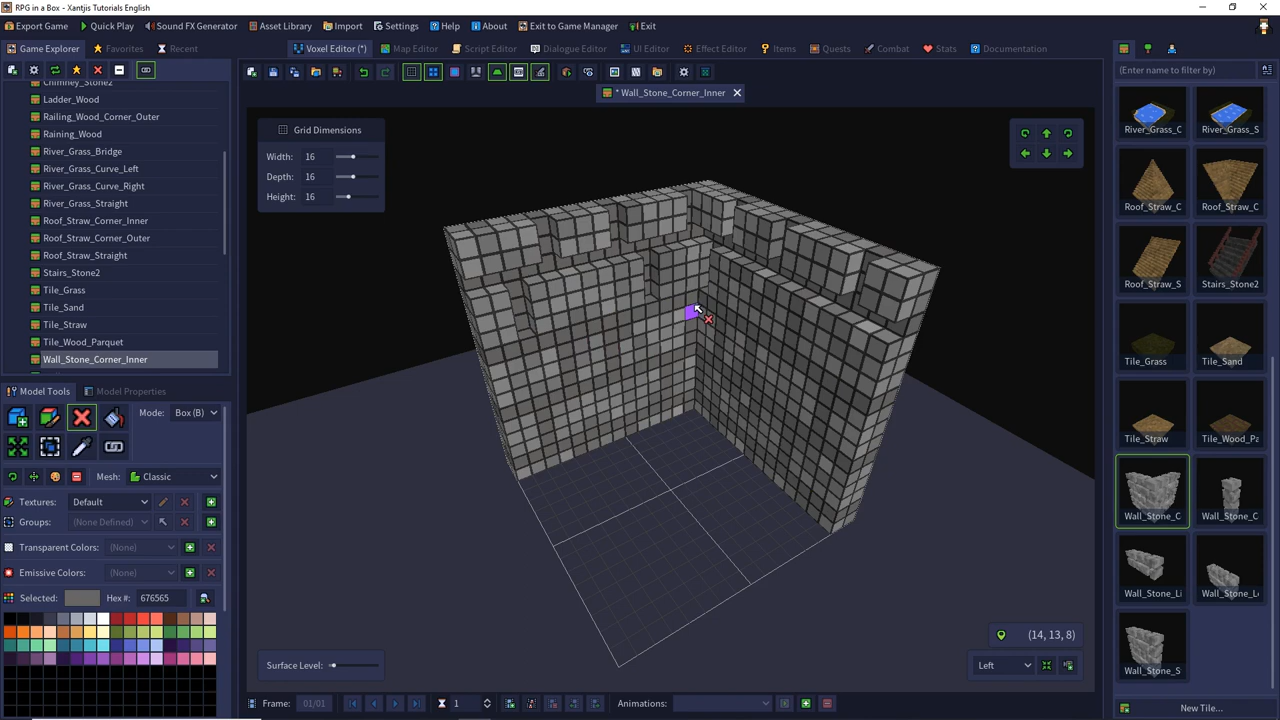 RPG in a Box - Xantjis Tutorials English
Export Game Quick Play Sound FX Generator Asset Library Import Settings Help About Exit to Game Manager Exit
Game Explorer Favorites Recent Voxel Editor (*) Map Editor Script Editor Dialogue Editor UI Editor Effect Editor Items Quests Combat Stats Documentation
(Enter name to filter by)
* Wall_Stone_Corner_Inner
Chimney_Stone2
Ladder_Wood
Railing_Wood_Corner_Outer
Raining_Wood
River_Grass_Bridge
River_Grass_Curve_Left
River_Grass_Curve_Right
River_Grass_Straight
Roof_Straw_Corner_Inner
Roof_Straw_Corner_Outer
Roof_Straw_Straight
Stairs_Stone2
Tile_Grass
Tile_Sand
Tile_Straw
Tile_Wood_Parquet
Wall_Stone_Corner_Inner
Grid Dimensions
Width: 16
Depth: 16
Height: 16
Model Tools Model Properties
Mode: Box (B)
Mesh: Classic
Textures: Default
Groups: (None Defined)
Transparent Colors: (None)
Emissive Colors: (None)
Selected: Hex #: 676565
Surface Level:
(14, 13, 8)
Left
Frame: 01/01 1 Animations:
River_Grass_C River_Grass_S
Roof_Straw_C Roof_Straw_C
Roof_Straw_S Stairs_Stone2
Tile_Grass Tile_Sand
Tile_Straw Tile_Wood_Pa
Wall_Stone_C Wall_Stone_C
Wall_Stone_Li Wall_Stone_Lo
Wall_Stone_S
New Tile...